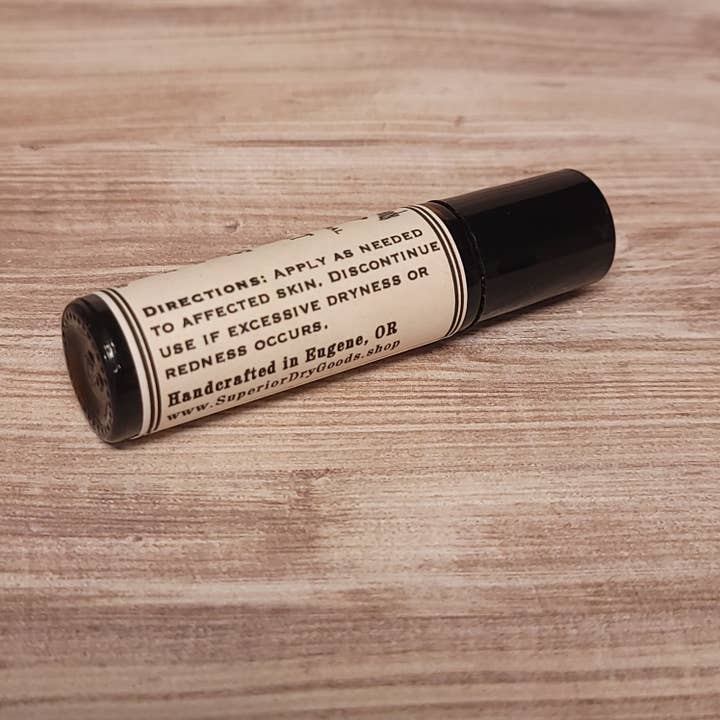 DIRECTIONS: APPLY AS NEEDED
TO AFFECTED SKIN. DISCONTINUE
USE IF EXCESSIVE DRYNESS OR
REDNESS OCCURS.
Handcrafted in Eugene, OR
www.SuperiorDryGoods.shop